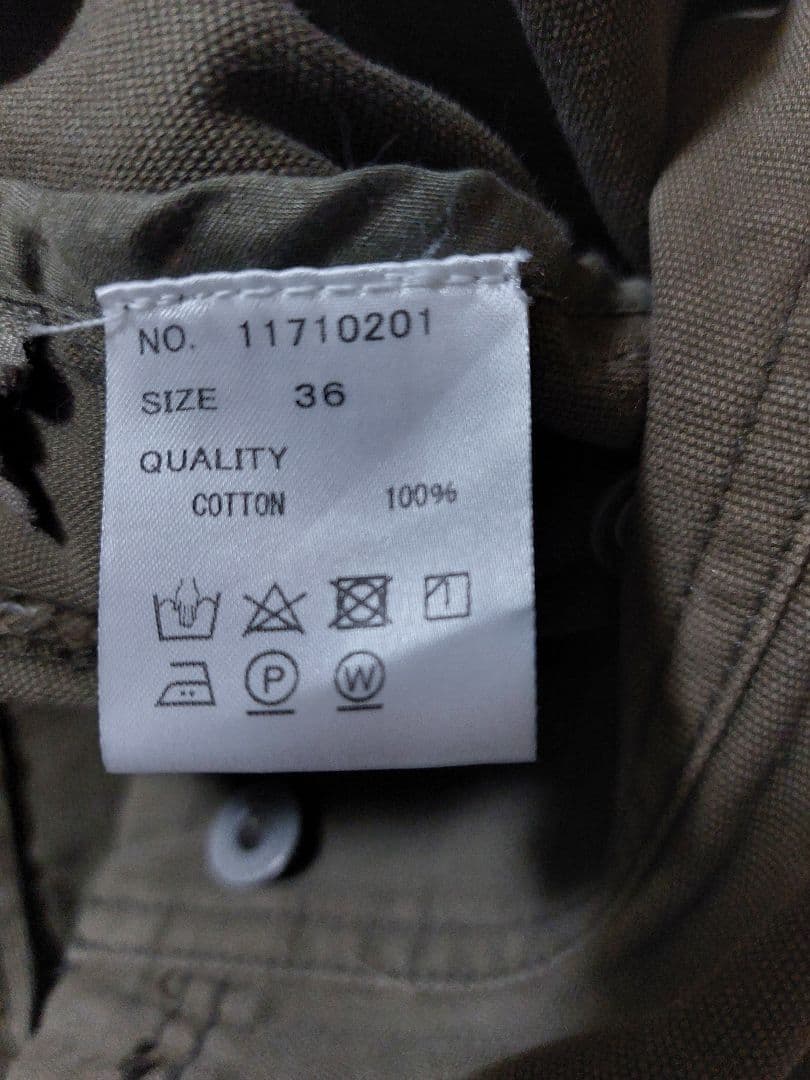 NO. 11710201
SIZE 36
QUALITY
COTTON 100%
P W